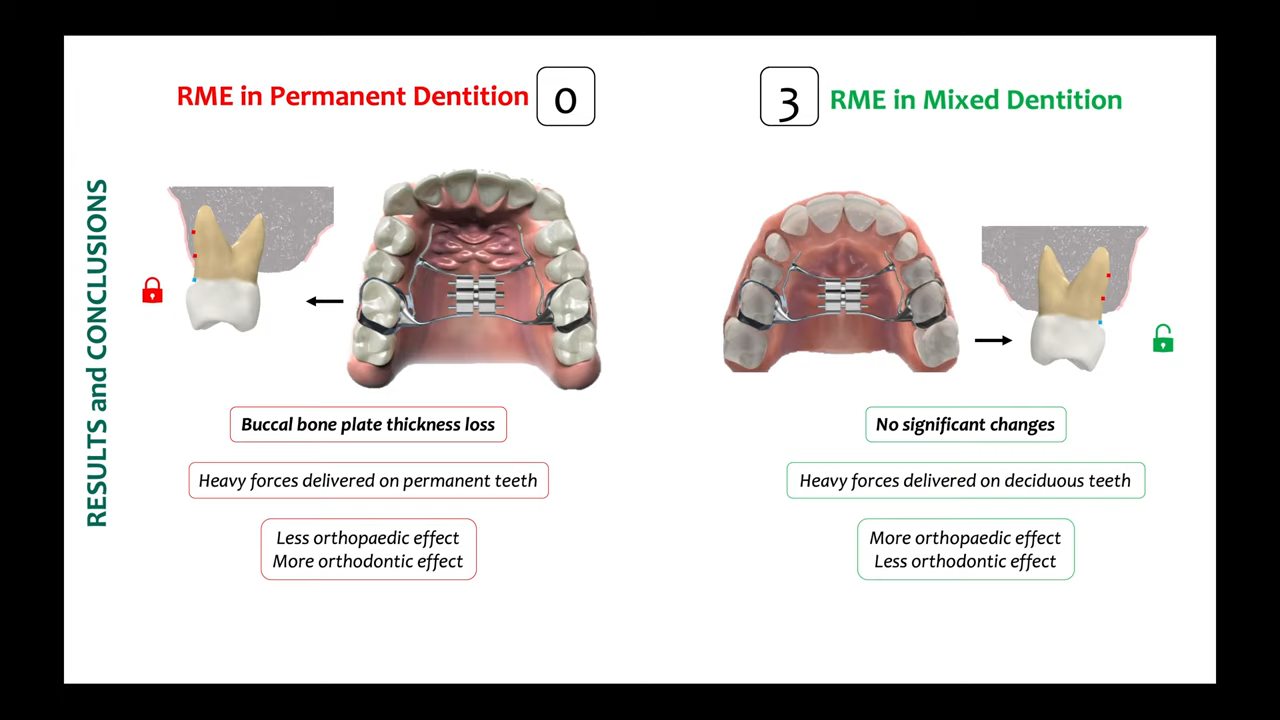 RME in Permanent Dentition
0
3
RME in Mixed Dentition
RESULTS and CONCLUSIONS
Buccal bone plate thickness loss
Heavy forces delivered on permanent teeth
Less orthopaedic effect
More orthodontic effect
No significant changes
Heavy forces delivered on deciduous teeth
More orthopaedic effect
Less orthodontic effect